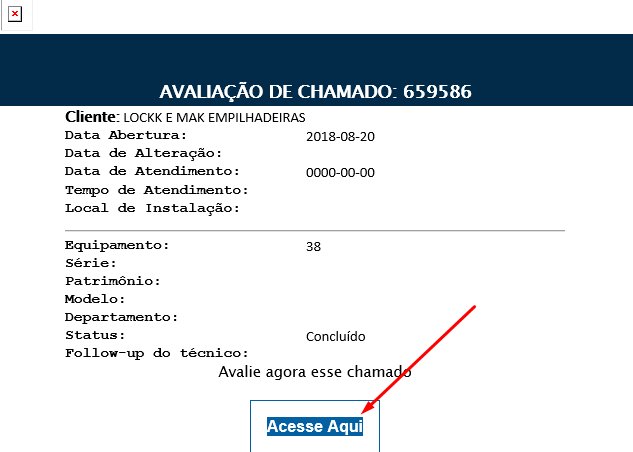 AVALIAÇÃO DE CHAMADO: 659586
Cliente: LOCKK E MAK EMPILHADEIRAS
Data Abertura: 2018-08-20
Data de Alteração:
Data de Atendimento: 0000-00-00
Tempo de Atendimento:
Local de Instalação:
Equipamento: 38
Série:
Patrimônio:
Modelo:
Departamento:
Status: Concluído
Follow-up do técnico:
Avalie agora esse chamado
Acesse Aqui